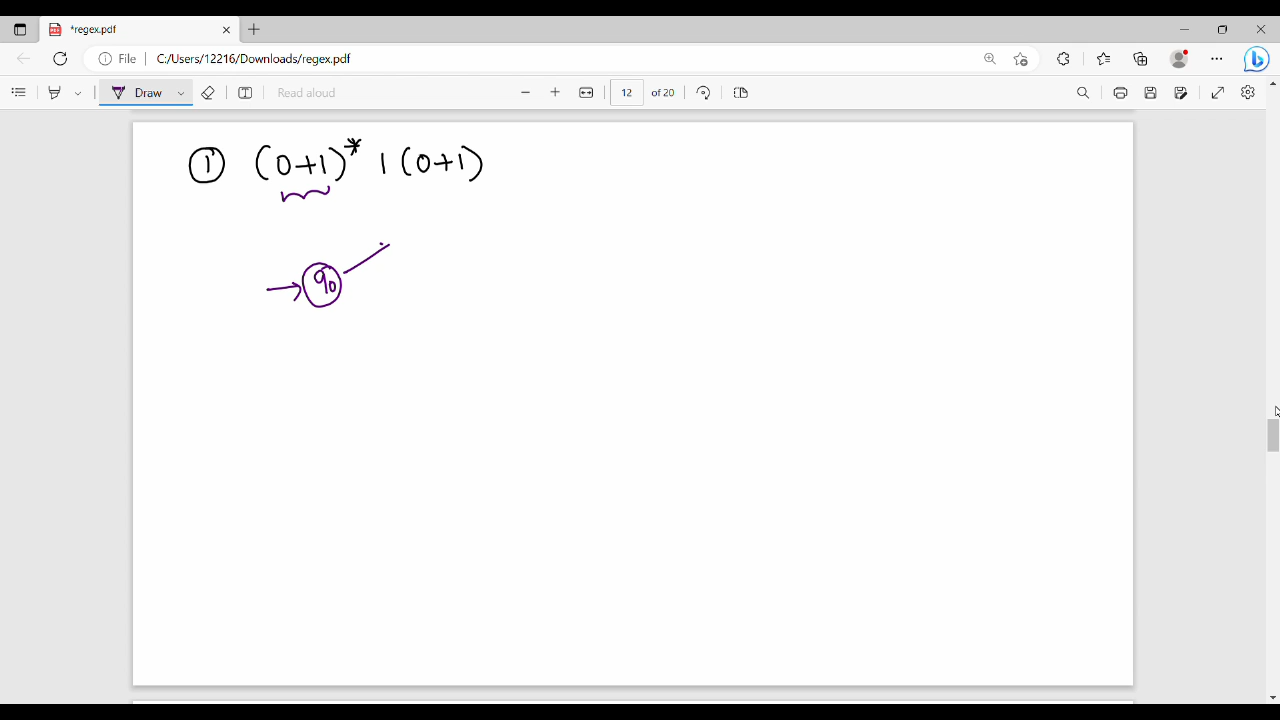 *regex.pdf
File C:/Users/12216/Downloads/regex.pdf
Draw Read aloud 12 of 20
① (0+1)* 1(0+1)
q0